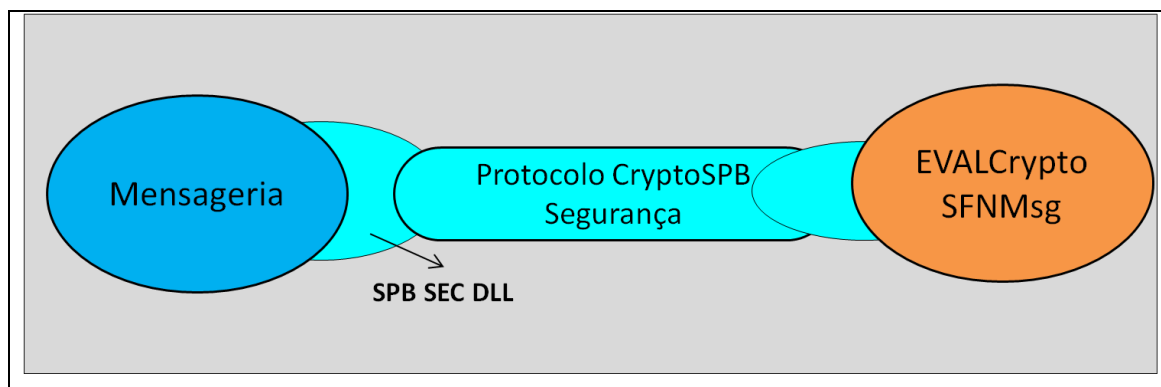 Mensageria
Protocolo CryptoSPB
Segurança
EVALCrypto
SFNMsg
SPB SEC DLL